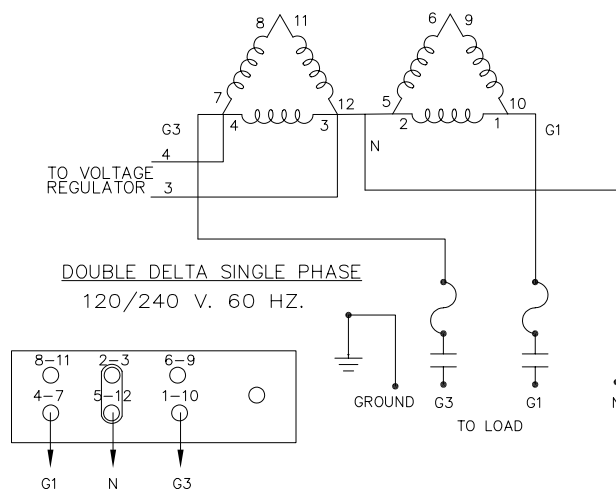 8 11 6 9
7 12 5 10
G3 4 3 2 1 G1
N
4
TO VOLTAGE
REGULATOR
3
DOUBLE DELTA SINGLE PHASE
120/240 V. 60 HZ.
8-11 2-3 6-9
4-7 5-12 1-10
GROUND G3 G1
TO LOAD
G1 N G3